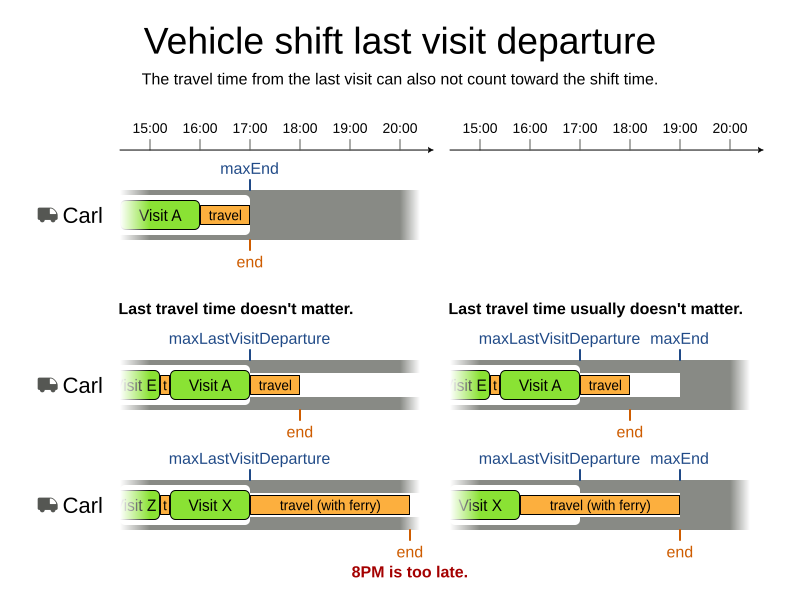 Vehicle shift last visit departure
The travel time from the last visit can also not count toward the shift time.
15:00 16:00 17:00 18:00 19:00 20:00 15:00 16:00 17:00 18:00 19:00 20:00
maxEnd
Carl Visit A travel
end
Last travel time doesn't matter. Last travel time usually doesn't matter.
maxLastVisitDeparture maxLastVisitDeparture maxEnd
Carl isit E t Visit A travel isit E t Visit A travel
end end
maxLastVisitDeparture maxLastVisitDeparture maxEnd
Carl isit Z t Visit X travel (with ferry) Visit X travel (with ferry)
end end
8PM is too late.